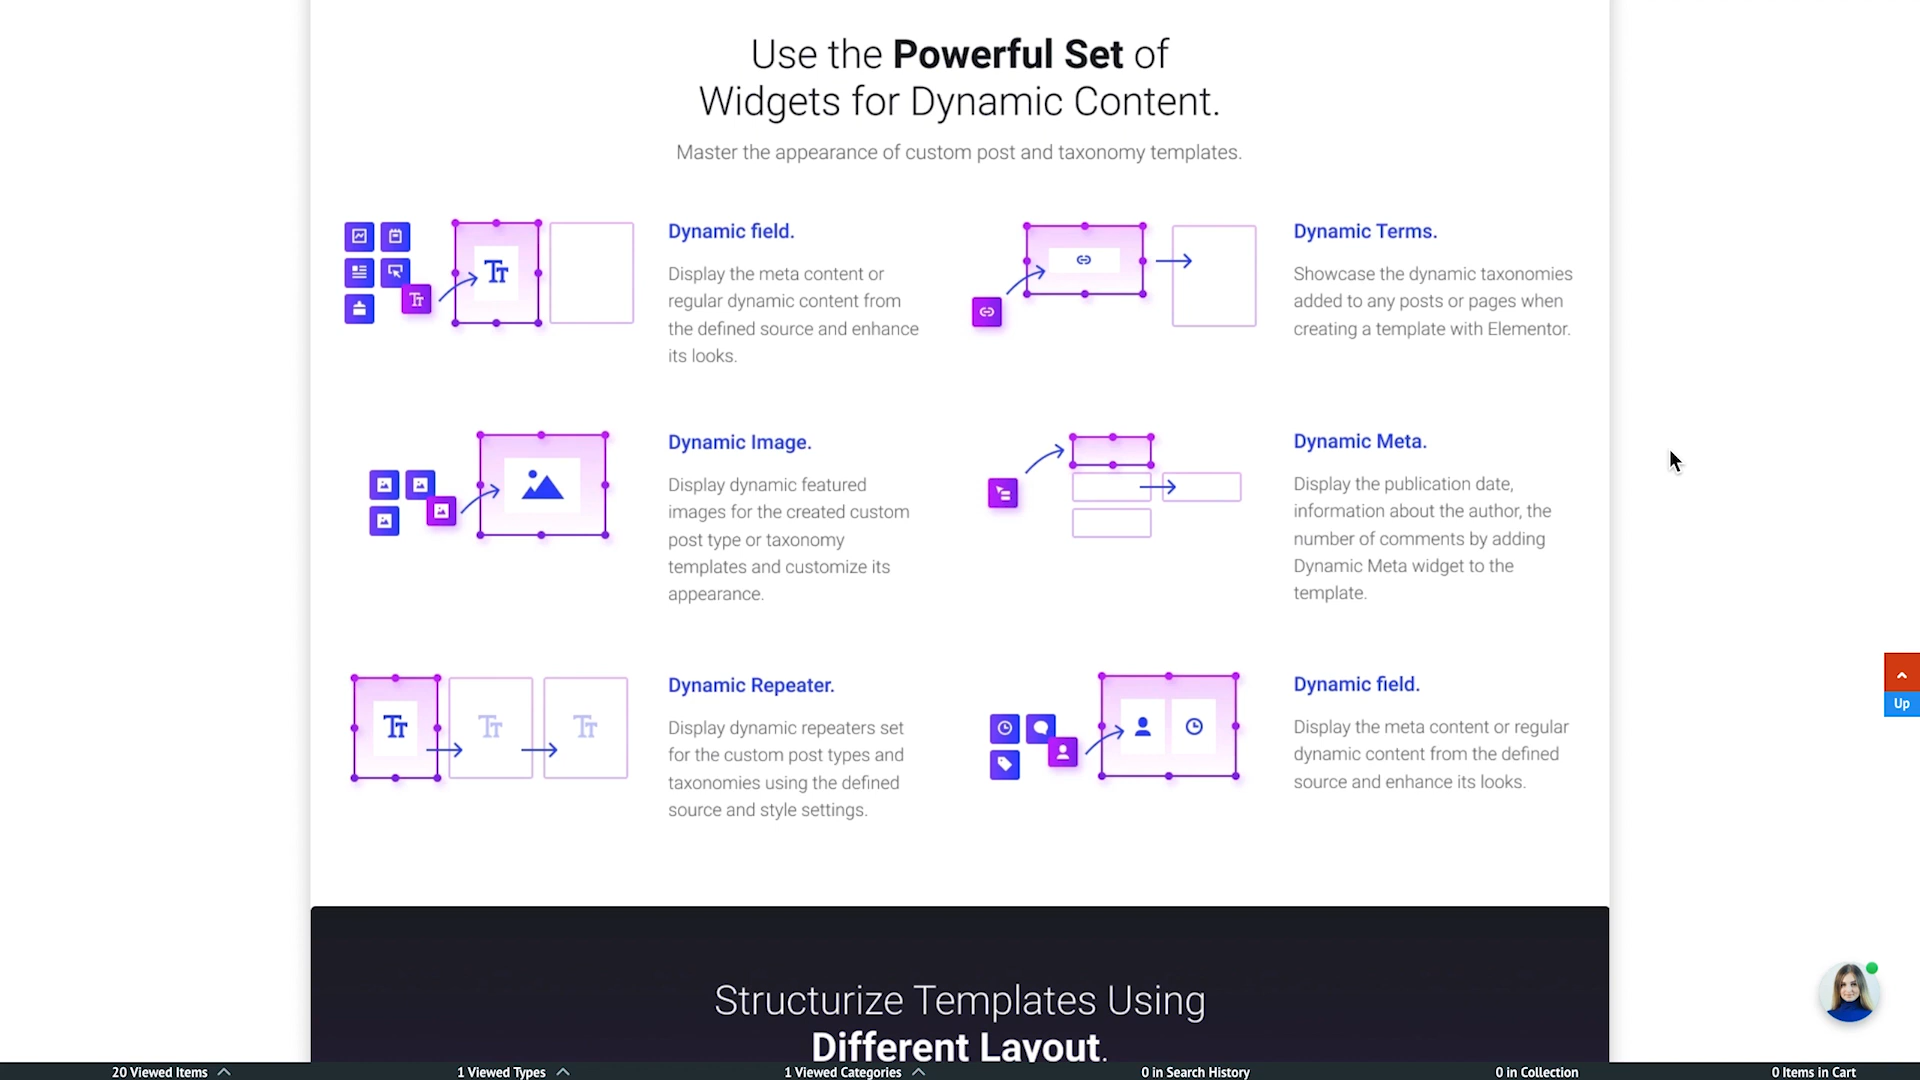 Use the Powerful Set of
Widgets for Dynamic Content.
Master the appearance of custom post and taxonomy templates.
Dynamic field.
Display the meta content or
regular dynamic content from
the defined source and enhance
its looks.
Dynamic Terms.
Showcase the dynamic taxonomies
added to any posts or pages when
creating a template with Elementor.
Dynamic Image.
Display dynamic featured
images for the created custom
post type or taxonomy
templates and customize its
appearance.
Dynamic Meta.
Display the publication date,
information about the author, the
number of comments by adding
Dynamic Meta widget to the
template.
Dynamic Repeater.
Display dynamic repeaters set
for the custom post types and
taxonomies using the defined
source and style settings.
Dynamic field.
Display the meta content or regular
dynamic content from the defined
source and enhance its looks.
Up
Structurize Templates Using
Different Layout.
20 Viewed Items
1 Viewed Types
1 Viewed Categories
0 in Search History
0 in Collection
0 Items in Cart